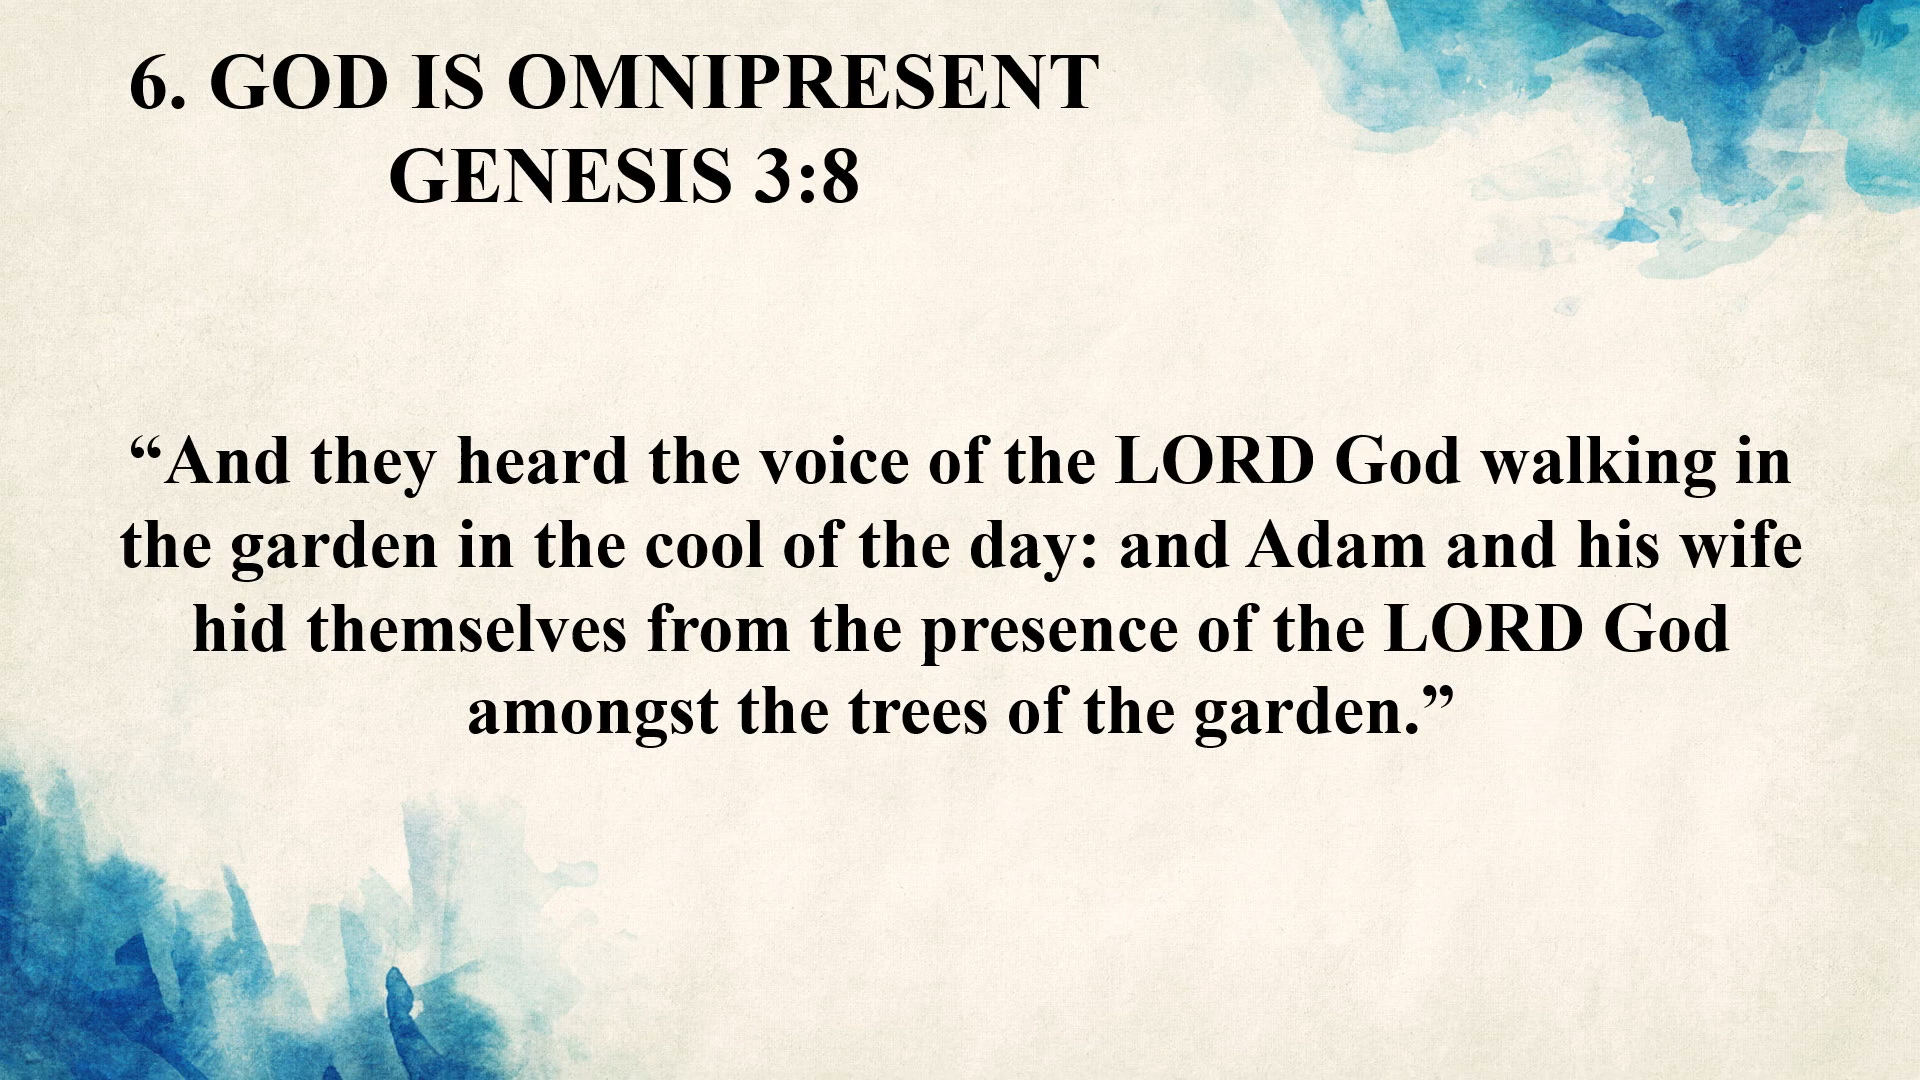 6. GOD IS OMNIPRESENT
GENESIS 3:8
“And they heard the voice of the LORD God walking in
the garden in the cool of the day: and Adam and his wife
hid themselves from the presence of the LORD God
amongst the trees of the garden.”